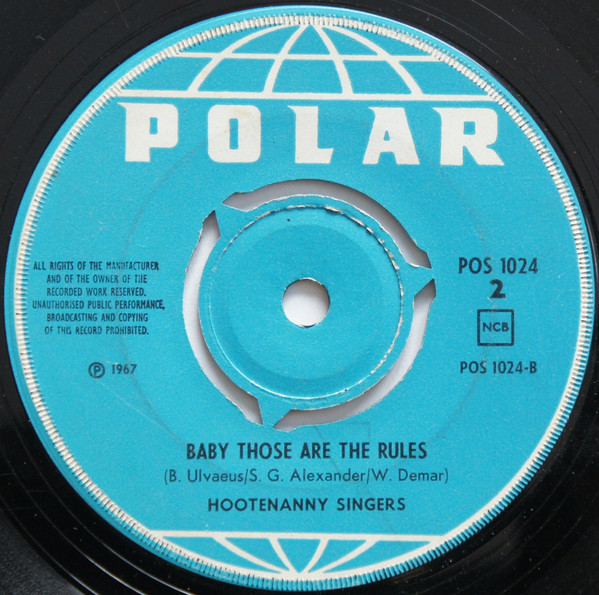 POLAR
ALL RIGHTS OF THE MANUFACTURER
AND OF THE OWNER OF THE
RECORDED WORK RESERVED,
UNAUTHORISED PUBLIC PERFORMANCE,
BROADCASTING AND COPYING
OF THIS RECORD PROHIBITED.
Ⓟ 1967
POS 1024
2
NCB
POS 1024-B
BABY THOSE ARE THE RULES
(B. Ulvaeus/S. G. Alexander/W. Demar)
HOOTENANNY SINGERS